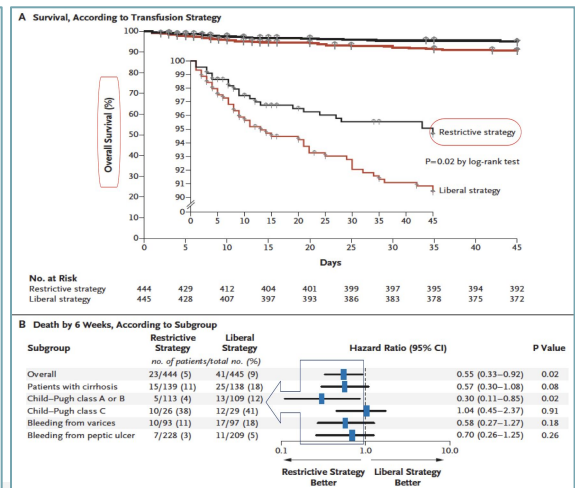 A Survival, According to Transfusion Strategy
Overall Survival (%)
100
90
80
70
60
50
40
30
20
10
0
100
99
98
97
96
95
94
93
92
91
90
0
0 5 10 15 20 25 30 35 40 45
Restrictive strategy
P=0.02 by log-rank test
Liberal strategy
0 5 10 15 20 25 30 35 40 45
Days
No. at Risk
Restrictive strategy 444 429 412 404 401 399 397 395 394 392
Liberal strategy 445 428 407 397 393 386 383 378 375 372
B Death by 6 Weeks, According to Subgroup
Subgroup Restrictive Strategy Liberal Strategy Hazard Ratio (95% CI) P Value
no. of patients/total no. (%)
Overall 23/444 (5) 41/445 (9) 0.55 (0.33–0.92) 0.02
Patients with cirrhosis 15/139 (11) 25/138 (18) 0.57 (0.30–1.08) 0.08
Child–Pugh class A or B 5/113 (4) 13/109 (12) 0.30 (0.11–0.85) 0.02
Child–Pugh class C 10/26 (38) 12/29 (41) 1.04 (0.45–2.37) 0.91
Bleeding from varices 10/93 (11) 17/97 (18) 0.58 (0.27–1.27) 0.18
Bleeding from peptic ulcer 7/228 (3) 11/209 (5) 0.70 (0.26–1.25) 0.26
0.1 1.0 10.0
Restrictive Strategy Better Liberal Strategy Better